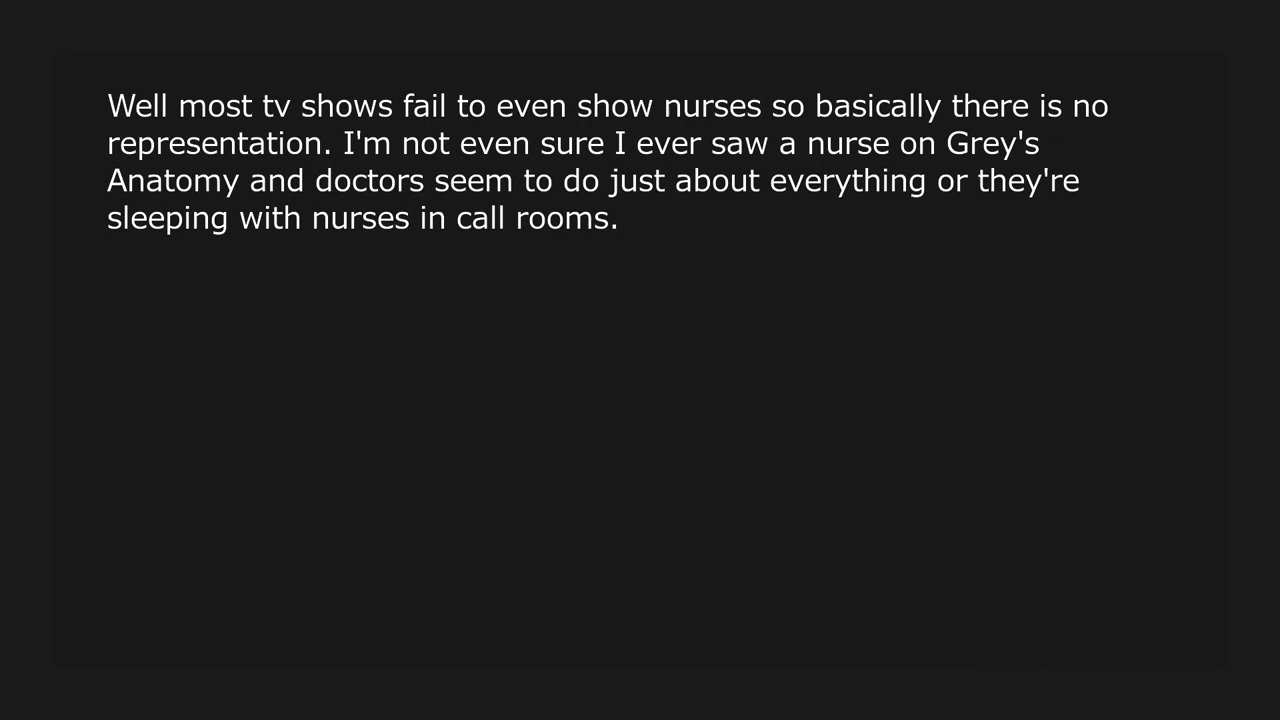 Well most tv shows fail to even show nurses so basically there is no
representation. I'm not even sure I ever saw a nurse on Grey's
Anatomy and doctors seem to do just about everything or they're
sleeping with nurses in call rooms.